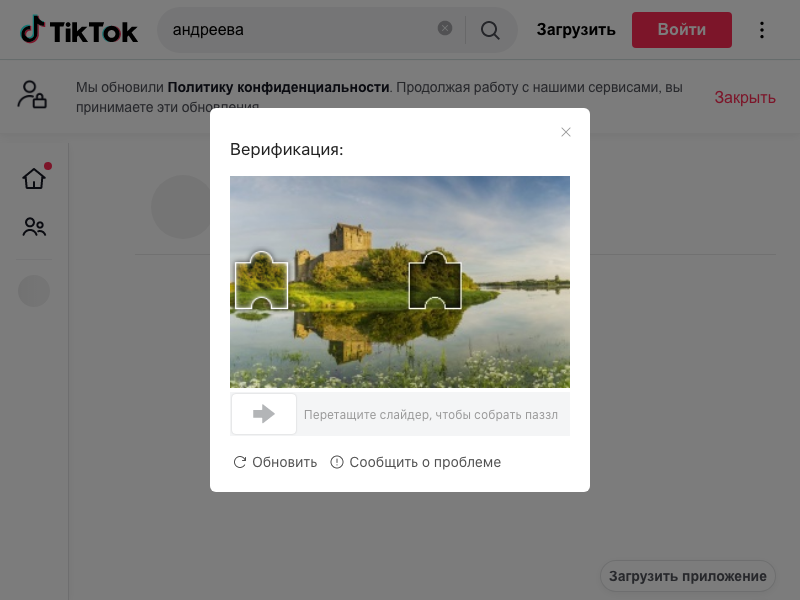 TikTok
андреева
Загрузить
Войти
Мы обновили Политику конфиденциальности. Продолжая работу с нашими сервисами, вы
принимаете эти обновления.
Закрыть
Верификация:
Перетащите слайдер, чтобы собрать паззл
Обновить
Сообщить о проблеме
Загрузить приложение